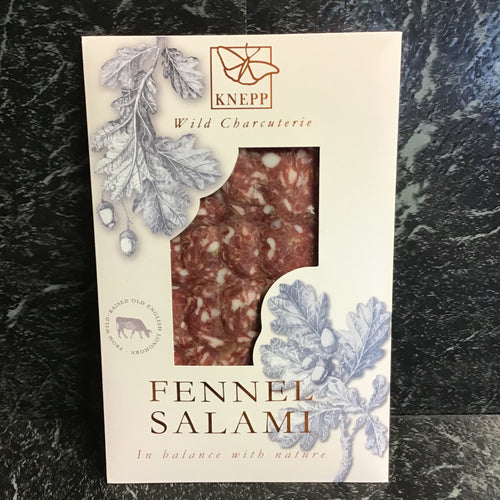 KNEPP
Wild Charcuterie
FROM WILD-RAISED OLD ENGLISH LONGHORN
FENNEL
SALAMI
In balance with nature